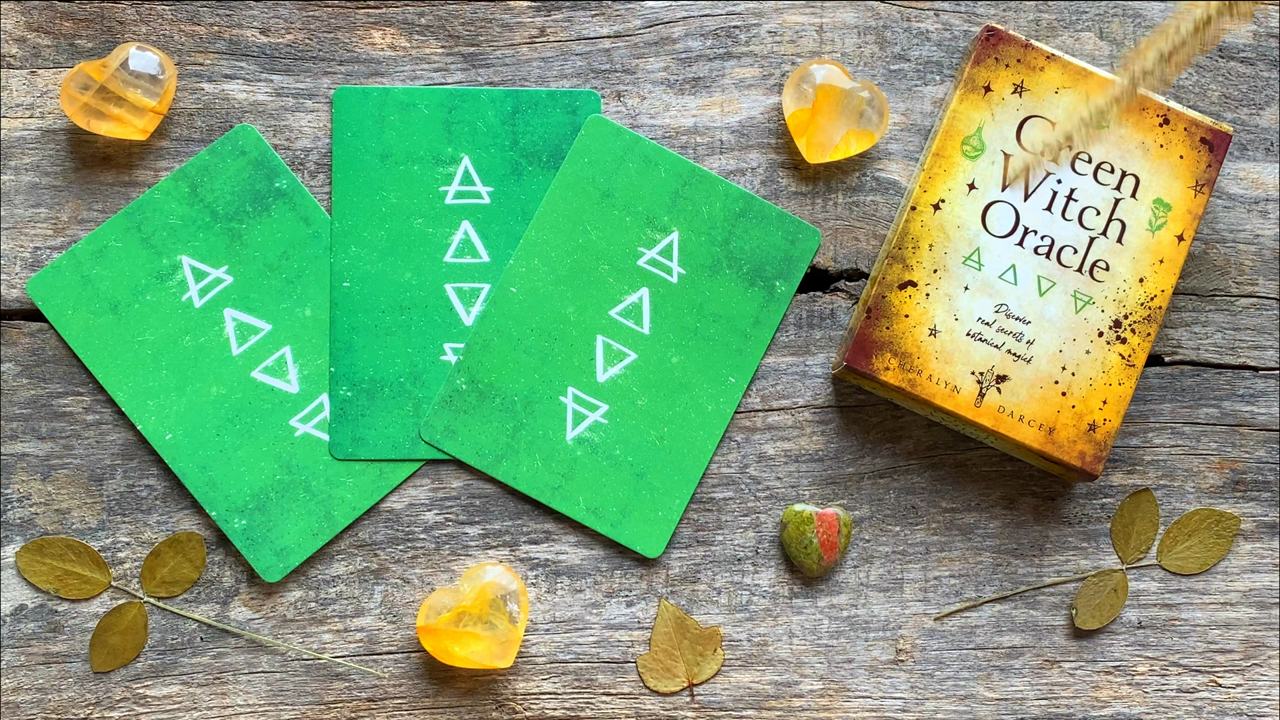 Green
Witch
Oracle
Discover
real secrets of
botanical magick
CHERALYN DARCEY